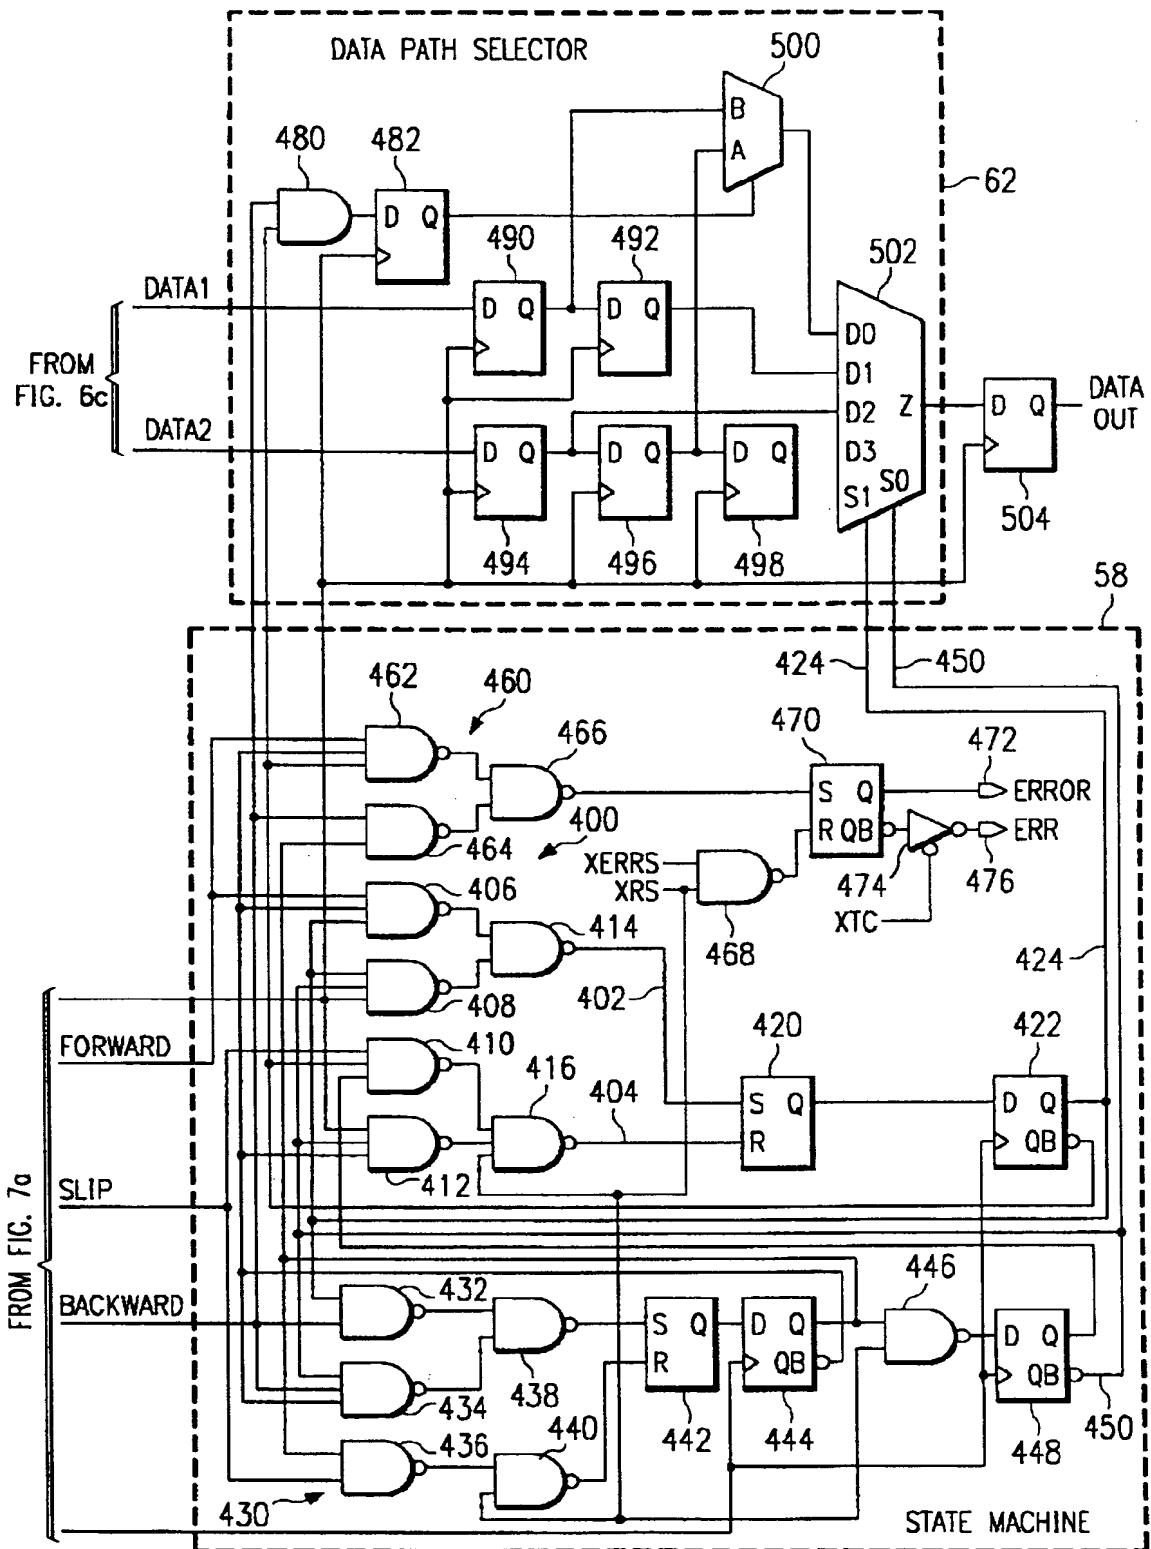 DATA PATH SELECTOR
500
B
A
480
482
D Q
62
490
492
502
DATA1
D Q
D Q
D0
D1
D2
D3
S1
S0
Z
FROM
FIG. 6c
D Q
DATA
OUT
504
DATA2
D Q
D Q
D Q
494
496
498
58
424
450
462
460
466
470
472
S Q
R QB
ERROR
ERR
464
400
XERRS
XRS
474
476
XTC
468
406
414
424
408
402
FORWARD
410
416
404
420
422
S Q
R
D Q
QB
412
SLIP
FROM FIG. 7a
BACKWARD
432
446
438
S Q
R
D Q
QB
D Q
QB
434
436
440
442
444
448
450
430
STATE MACHINE